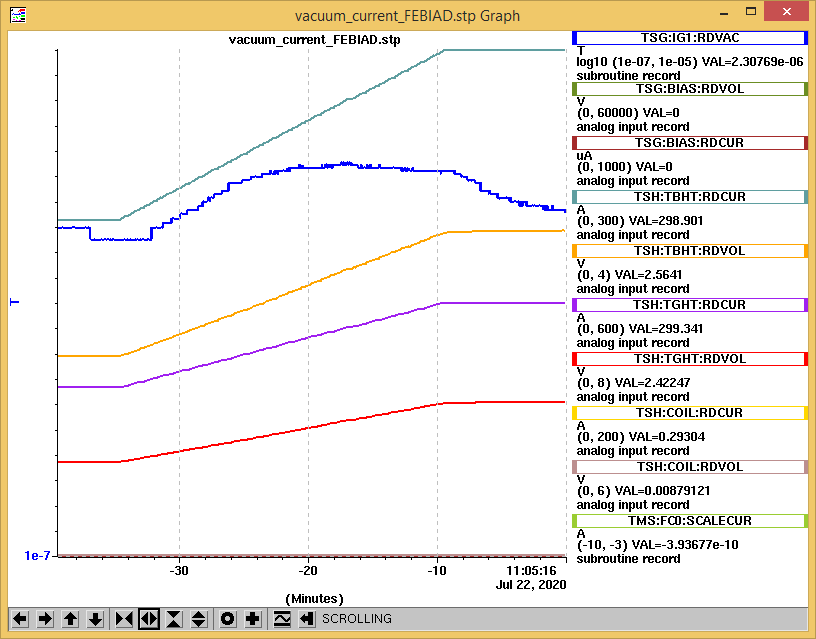 vacuum_current_FEBIAD.stp Graph
vacuum_current_FEBIAD.stp
T
1e-7
-30
-20
-10
11:05:16
Jul 22, 2020
(Minutes)
TSG:IG1:RDVAC
T
log10 (1e-07, 1e-05) VAL=2.30769e-06
subroutine record
TSG:BIAS:RDVOL
V
(0, 60000) VAL=0
analog input record
TSG:BIAS:RDCUR
uA
(0, 1000) VAL=0
analog input record
TSH:TBHT:RDCUR
A
(0, 300) VAL=298.901
analog input record
TSH:TBHT:RDVOL
V
(0, 4) VAL=2.5641
analog input record
TSH:TGHT:RDCUR
A
(0, 600) VAL=299.341
analog input record
TSH:TGHT:RDVOL
V
(0, 8) VAL=2.42247
analog input record
TSH:COIL:RDCUR
A
(0, 200) VAL=0.29304
analog input record
TSH:COIL:RDVOL
V
(0, 6) VAL=0.00879121
analog input record
TMS:FC0:SCALECUR
A
(-10, -3) VAL=-3.93677e-10
subroutine record
SCROLLING